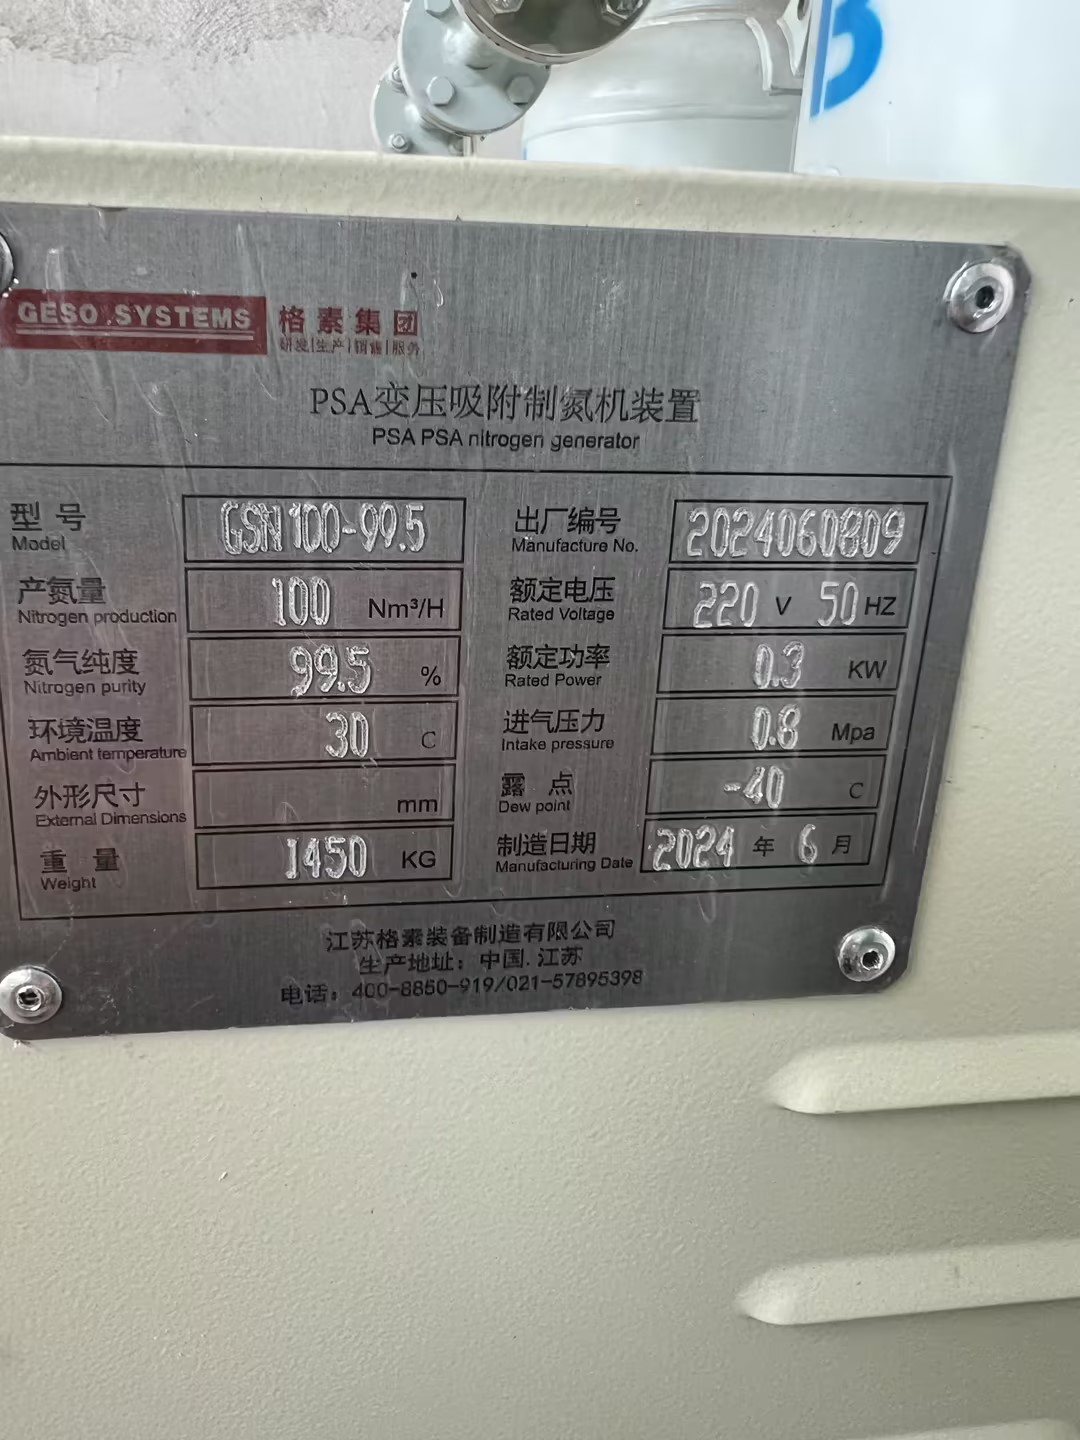 B
GESO SYSTEMS 格素集团
研发|生产|销售|服务
PSA变压吸附制氮机装置
PSA PSA nitrogen generator
型号 GSN100-99.5 出厂编号 2024060809
Model Manufacture No.
产氮量 100 Nm³/H 额定电压 220 V 50 HZ
Nitrogen production Rated Voltage
氮气纯度 99.5 % 额定功率 0.3 KW
Nitrogen purity Rated Power
环境温度 30 C 进气压力 0.8 Mpa
Ambient temperature Intake pressure
外形尺寸 mm 露点 -40 C
External Dimensions Dew point
重量 1450 KG 制造日期 2024 年 6 月
Weight Manufacturing Date
江苏格素装备制造有限公司
生产地址：中国.江苏
电话：400-8850-919/021-57895398